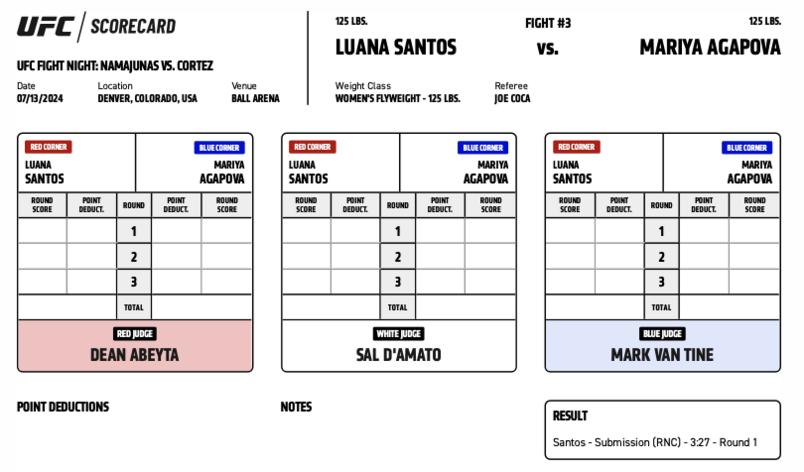 UFC SCORECARD
UFC FIGHT NIGHT: NAMAJUNAS VS. CORTEZ
Date Location Venue
07/13/2024 DENVER, COLORADO, USA BALL ARENA
125 LBS. FIGHT #3 125 LBS.
LUANA SANTOS VS. MARIYA AGAPOVA
Weight Class Referee
WOMEN'S FLYWEIGHT - 125 LBS. JOE COCA
RED CORNER BLUE CORNER
LUANA MARIYA
SANTOS AGAPOVA
ROUND POINT ROUND POINT ROUND
SCORE DEDUCT. DEDUCT. SCORE
1
2
3
TOTAL
RED JUDGE
DEAN ABEYTA
RED CORNER BLUE CORNER
LUANA MARIYA
SANTOS AGAPOVA
ROUND POINT ROUND POINT ROUND
SCORE DEDUCT. DEDUCT. SCORE
1
2
3
TOTAL
WHITE JUDGE
SAL D'AMATO
RED CORNER BLUE CORNER
LUANA MARIYA
SANTOS AGAPOVA
ROUND POINT ROUND POINT ROUND
SCORE DEDUCT. DEDUCT. SCORE
1
2
3
TOTAL
BLUE JUDGE
MARK VAN TINE
POINT DEDUCTIONS
NOTES
RESULT
Santos - Submission (RNC) - 3:27 - Round 1